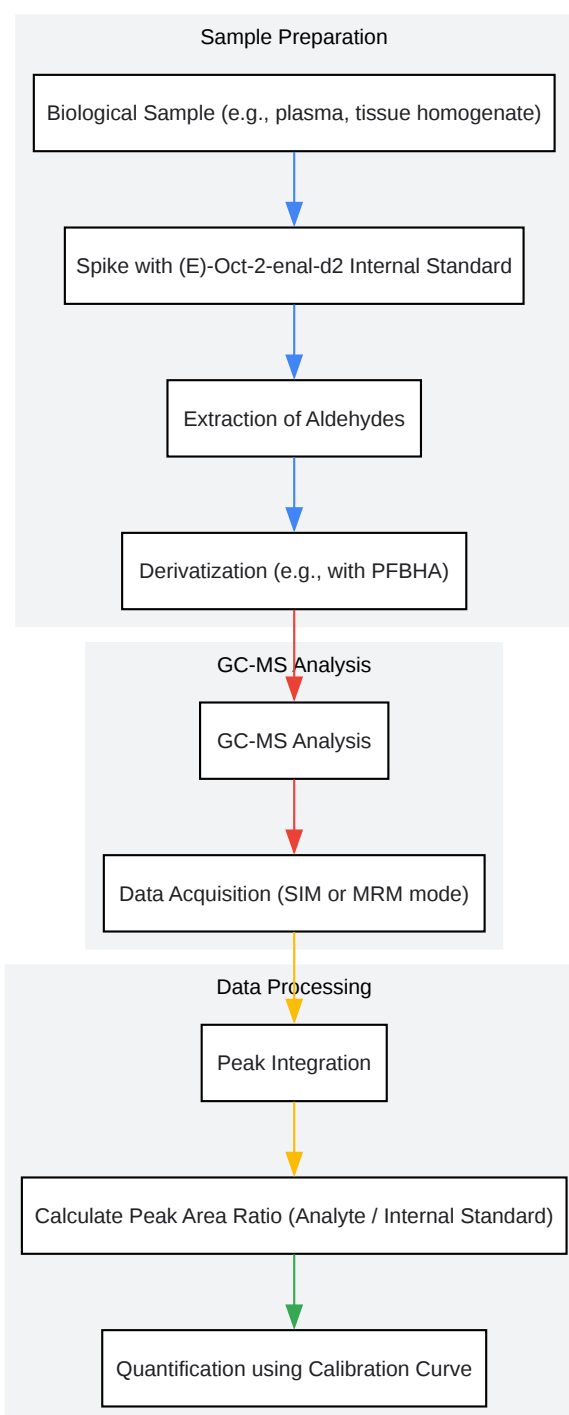 Sample Preparation
Biological Sample (e.g., plasma, tissue homogenate)
Spike with (E)-Oct-2-enal-d2 Internal Standard
Extraction of Aldehydes
Derivatization (e.g., with PFBHA)
GC-MS Analysis
GC-MS Analysis
Data Acquisition (SIM or MRM mode)
Data Processing
Peak Integration
Calculate Peak Area Ratio (Analyte / Internal Standard)
Quantification using Calibration Curve